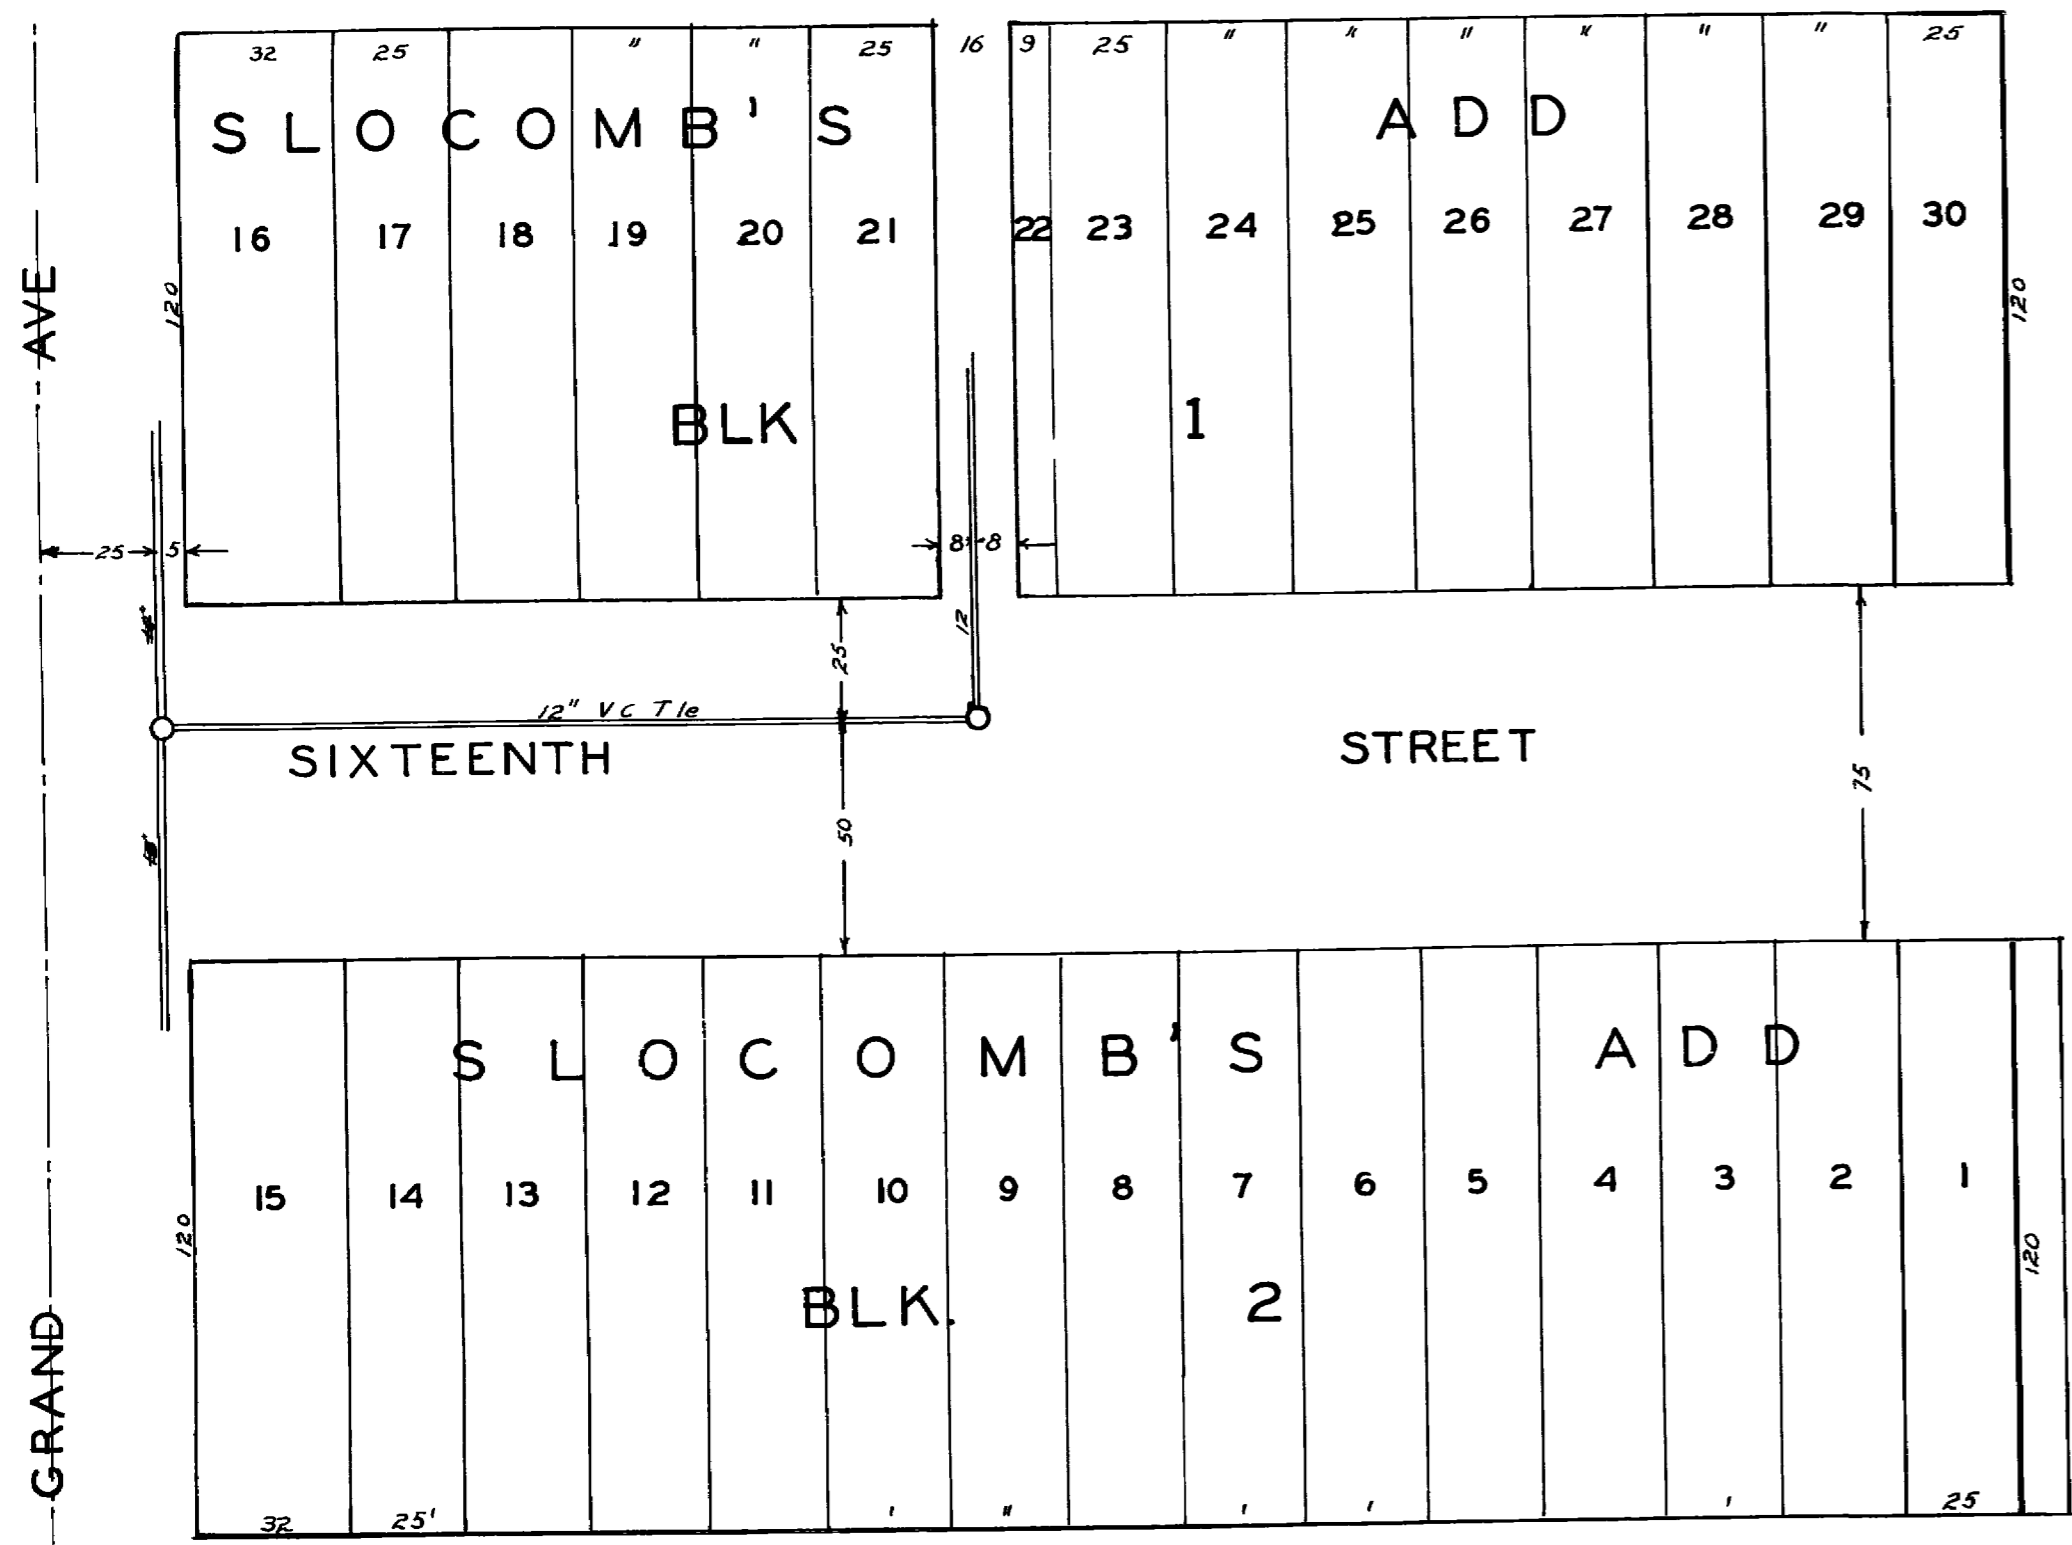 32 25 " " 25 16 9 25 " " " " " " 25
SLOCOMB'S ADD
16 17 18 19 20 21 22 23 24 25 26 27 28 29 30
120 120
AVE
BLK 1
25 5 8 8
12
25
12" VC Tle
SIXTEENTH STREET
75
50
SLOCOMB'S ADD
15 14 13 12 11 10 9 8 7 6 5 4 3 2 1
120 120
BLK. 2
GRAND
32 25' ' " ' ' ' 25